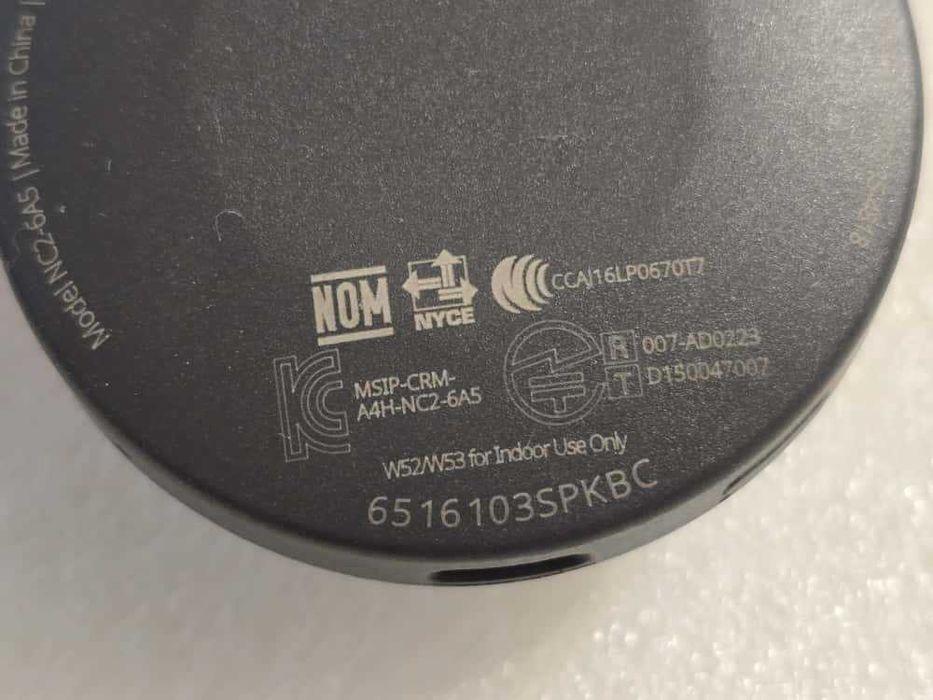 Model NC2-6A5 | Made in China |
NOM
NYCE
CCAJ16LP0670T7
MSIP-CRM-
A4H-NC2-6A5
R 007-AD0223
T D150047007
W52/W53 for Indoor Use Only
6516103SPKBC